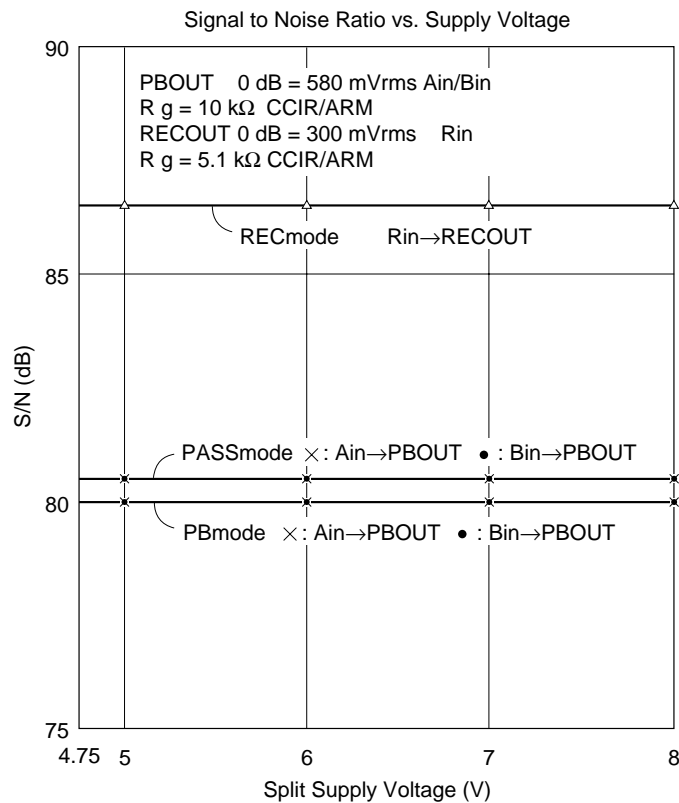 Signal to Noise Ratio vs. Supply Voltage
90
PBOUT 0 dB = 580 mVrms Ain/Bin
R g = 10 kΩ CCIR/ARM
RECOUT 0 dB = 300 mVrms Rin
R g = 5.1 kΩ CCIR/ARM
RECmode Rin→RECOUT
85
S/N (dB)
PASSmode ×: Ain→PBOUT •: Bin→PBOUT
80
PBmode ×: Ain→PBOUT •: Bin→PBOUT
75
4.75 5 6 7 8
Split Supply Voltage (V)